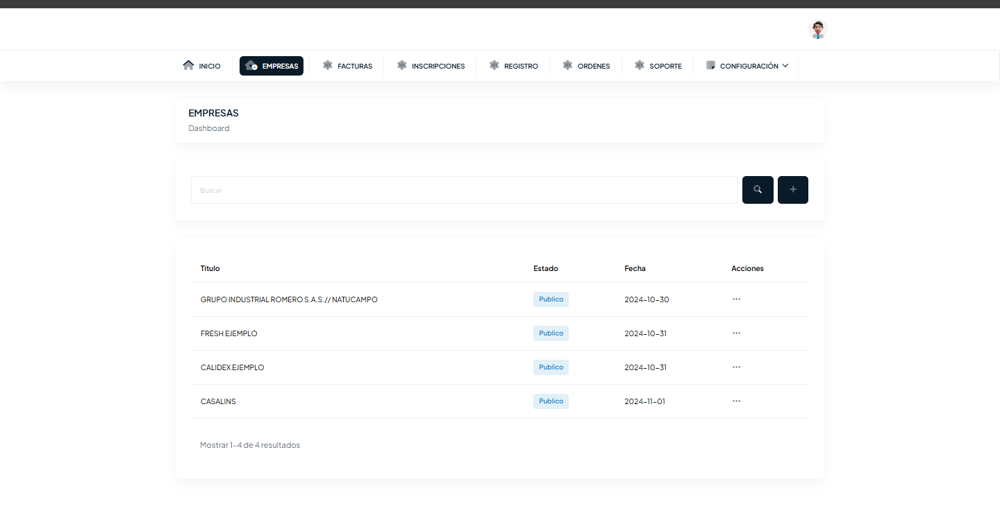 INICIO EMPRESAS FACTURAS INSCRIPCIONES REGISTRO ORDENES SOPORTE CONFIGURACIÓN
EMPRESAS
Dashboard
Buscar
Titulo Estado Fecha Acciones
GRUPO INDUSTRIAL ROMERO S.A.S.// NATUCAMPO Publico 2024-10-30
FRESH EJEMPLO Publico 2024-10-31
CALIDEX EJEMPLO Publico 2024-10-31
CASALINS Publico 2024-11-01
Mostrar 1-4 de 4 resultados